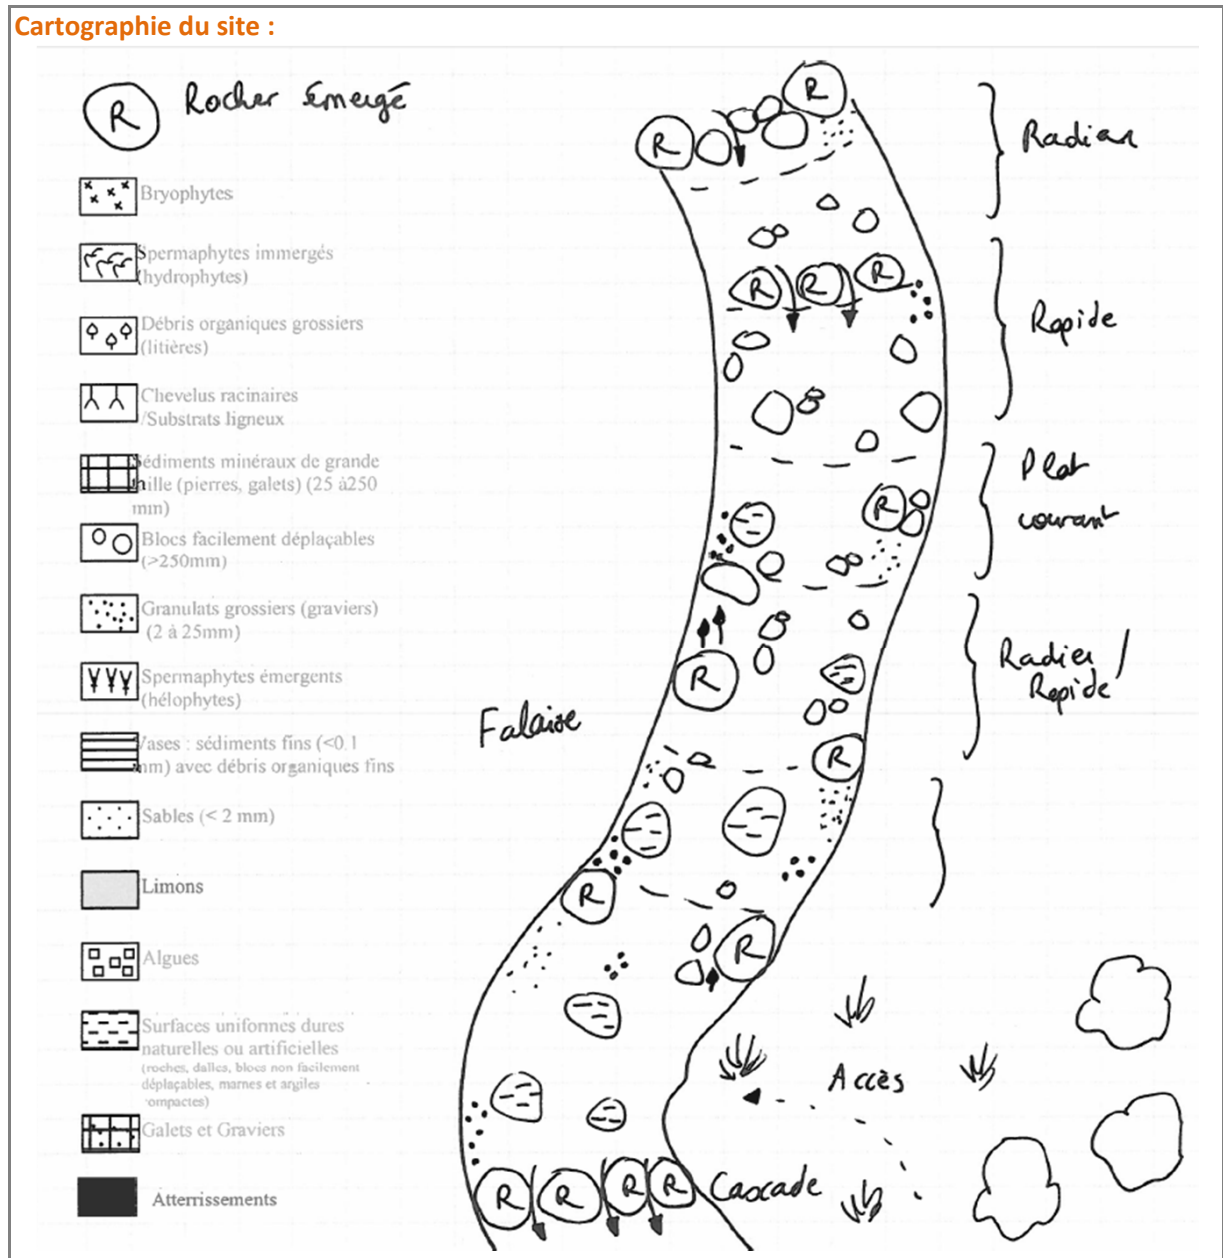 Cartographie du site :
R Rocher émergé
Bryophytes
Spermaphytes immergés
(hydrophytes)
Débris organiques grossiers
(litières)
Chevelus racinaires
/Substrats ligneux
Sédiments minéraux de grande
taille (pierres, galets) (25 à250
mm)
Blocs facilement déplaçables
(>250mm)
Granulats grossiers (graviers)
(2 à 25mm)
Spermaphytes émergents
(hélophytes)
Vases : sédiments fins (<0.1
mm) avec débris organiques fins
Sables (< 2 mm)
Limons
Algues
Surfaces uniformes dures
naturelles ou artificielles
(roches, dalles, blocs non facilement
déplaçables, marnes et argiles
compactes)
Galets et Graviers
Atterrissements
R
R
Radier
R R R
Rapide
Plat
courant
R
R
Radier /
Rapide
Falaise
R
R
R
Accès
R R R R
Cascade